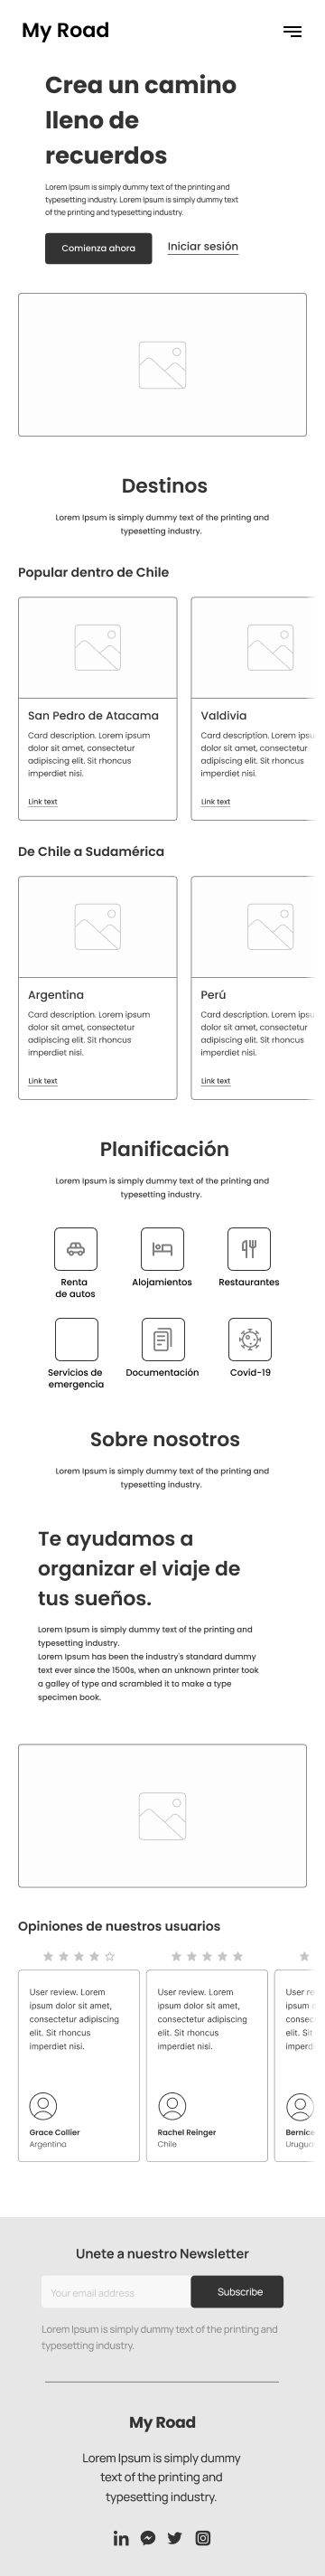 My Road
Crea un camino
lleno de
recuerdos
Lorem Ipsum is simply dummy text of the printing and
typesetting industry. Lorem Ipsum is simply dummy text
of the printing and typesetting industry.
Comienza ahora
Iniciar sesión
Destinos
Lorem Ipsum is simply dummy text of the printing and
typesetting industry.
Popular dentro de Chile
San Pedro de Atacama
Card description. Lorem ipsum
dolor sit amet, consectetur
adipiscing elit. Sit rhoncus
imperdiet nisi.
Link text
Valdivia
Card description. Lorem ipsu
dolor sit amet, consectetur
adipiscing elit. Sit rhoncus
imperdiet nisi.
Link text
De Chile a Sudamérica
Argentina
Card description. Lorem ipsum
dolor sit amet, consectetur
adipiscing elit. Sit rhoncus
imperdiet nisi.
Link text
Perú
Card description. Lorem ipsu
dolor sit amet, consectetur
adipiscing elit. Sit rhoncus
imperdiet nisi.
Link text
Planificación
Lorem Ipsum is simply dummy text of the printing and
typesetting industry.
Renta
de autos
Alojamientos
Restaurantes
Servicios de
emergencia
Documentación
Covid-19
Sobre nosotros
Lorem Ipsum is simply dummy text of the printing and
typesetting industry.
Te ayudamos a
organizar el viaje de
tus sueños.
Lorem Ipsum is simply dummy text of the printing and
typesetting industry.
Lorem Ipsum has been the industry's standard dummy
text ever since the 1500s, when an unknown printer took
a galley of type and scrambled it to make a type
specimen book.
Opiniones de nuestros usuarios
User review. Lorem
ipsum dolor sit amet,
consectetur adipiscing
elit. Sit rhoncus
imperdiet nisi.
Grace Collier
Argentina
User review. Lorem
ipsum dolor sit amet,
consectetur adipiscing
elit. Sit rhoncus
imperdiet nisi.
Rachel Reinger
Chile
User re
ipsum
consec
elit. Sit
imperdi
Bernice
Urugua
Unete a nuestro Newsletter
Your email address
Subscribe
Lorem Ipsum is simply dummy text of the printing and
typesetting industry.
My Road
Lorem Ipsum is simply dummy
text of the printing and
typesetting industry.